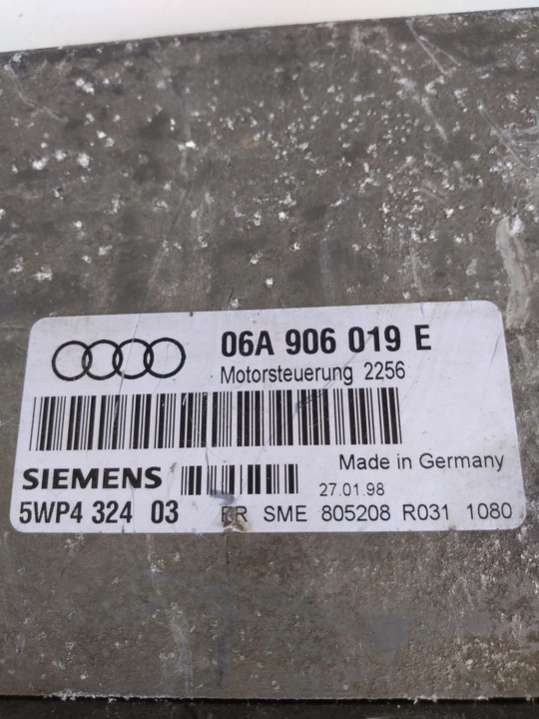 06A 906 019 E
Motorsteuerung 2256
Made in Germany
SIEMENS
27.01.98
5WP4 324 03 RR SME 805208 R031 1080